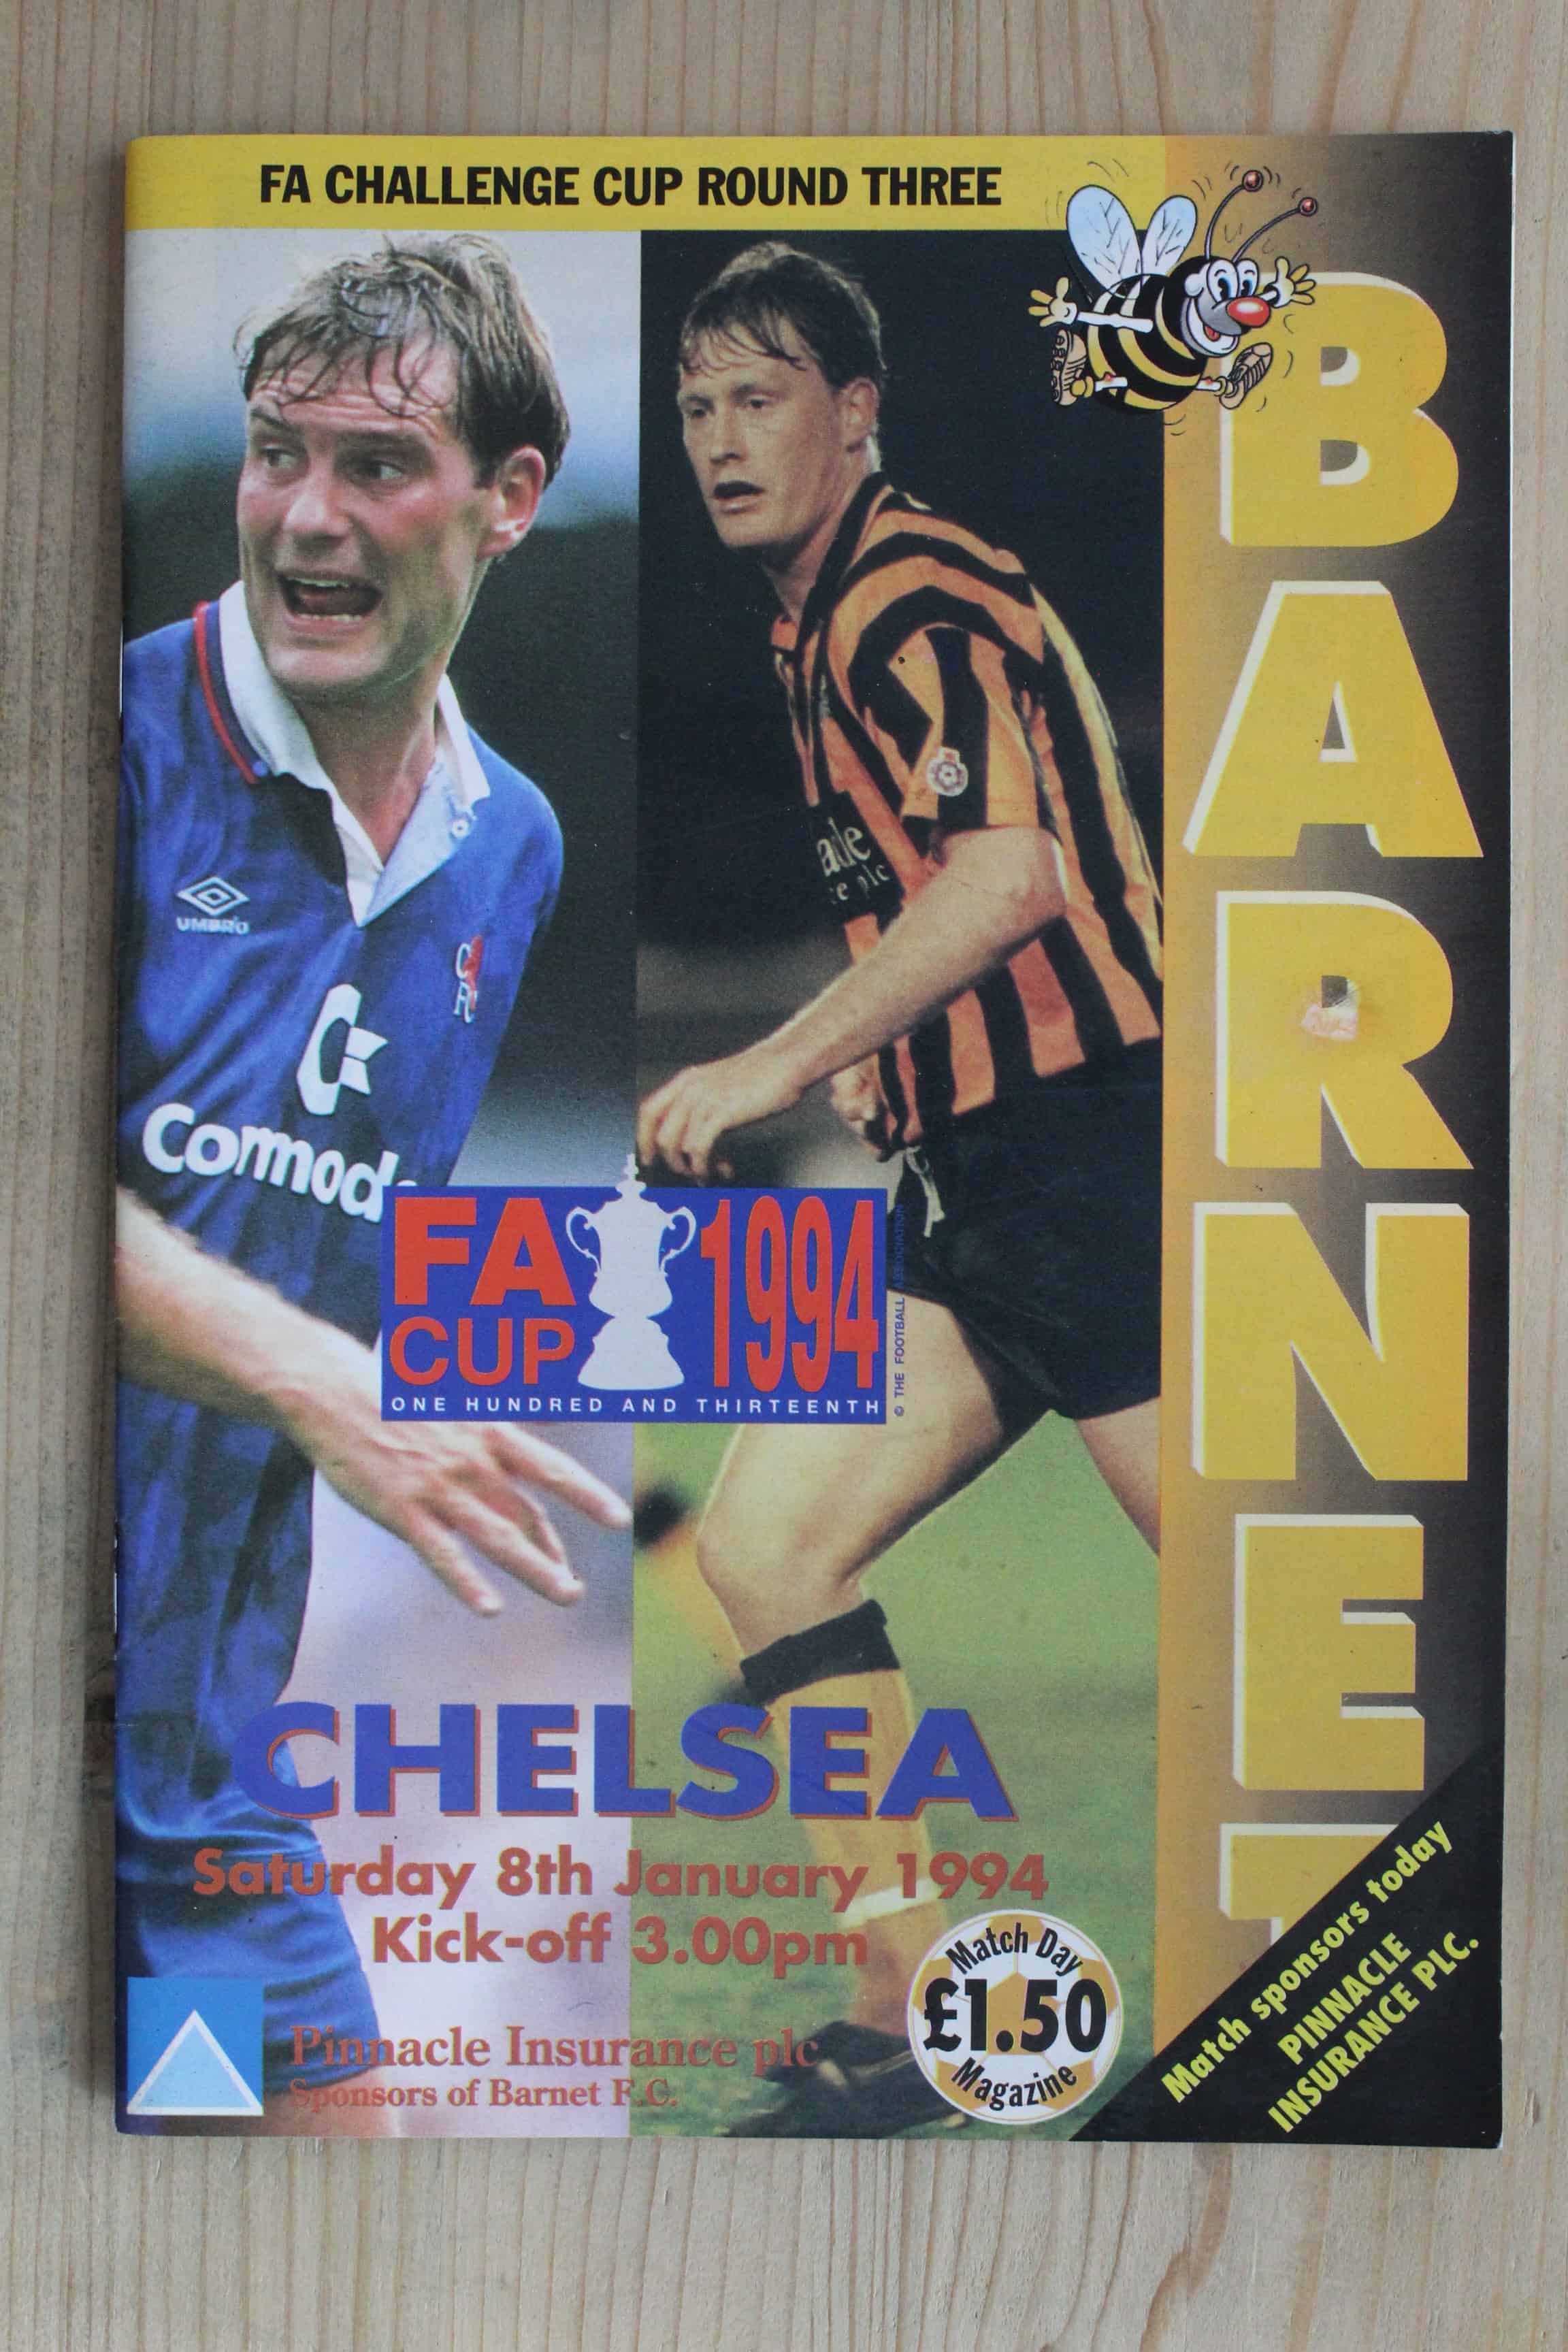 FA CHALLENGE CUP ROUND THREE
BARNET
UMBRO
Commod
FA
CUP
1994
ONE HUNDRED AND THIRTEENTH
© THE FOOTBALL ASSOCIATION
CHELSEA
Saturday 8th January 1994
Kick-off 3.00pm
Pinnacle Insurance plc
Sponsors of Barnet F.C.
Match Day
£1.50
Magazine
Match sponsors today
PINNACLE
INSURANCE PLC.